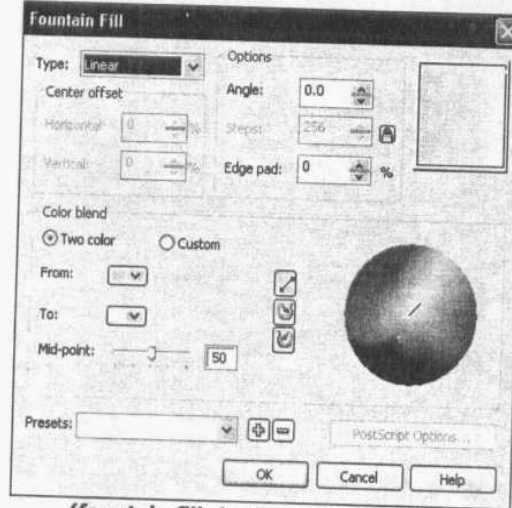 Fountain Fill
Type: Linear
Options
Center offset
Angle: 0.0
Horizontal: 0 %
Steps: 256
Vertical: 0 %
Edge pad: 0 %
Color blend
Two color Custom
From:
To:
Mid-point: 50
Presets:
PostScript Options...
OK Cancel Help